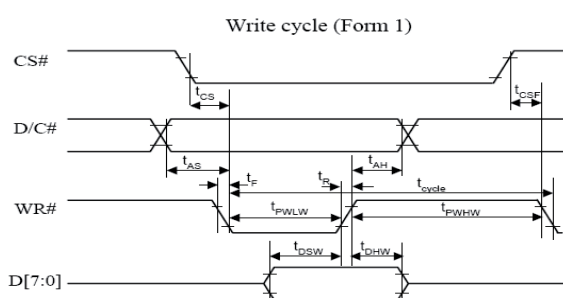 Write cycle (Form 1)
CS#
tCS
tCSF
D/C#
tAS
tAH
tF
tR
tcycle
WR#
tPWLW
tPWHW
tDSW
tDHW
D[7:0]